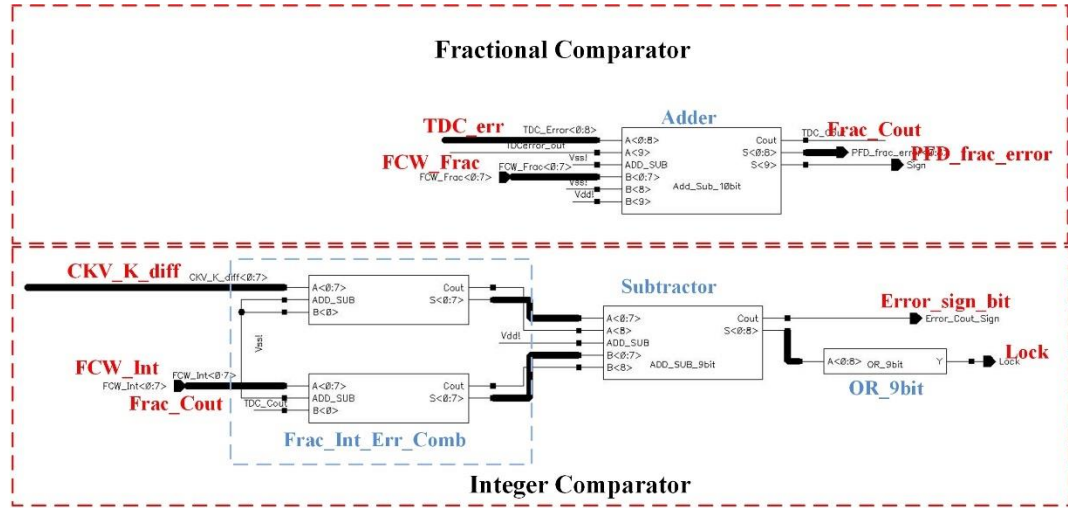 Fractional Comparator
Adder
TDC_err
TDC_Error<0:8>
A<0:8>
Cout
Frac_Cout
TDCerror_out
A<9>
S<0:8>
PFD_frac_error
Vss!
ADD_SUB
S<9>
Sign
FCW_Frac
FCW_Frac<0:7>
FCW_Frac<0:7>
B<0:7>
Vss!
B<8>
Add_Sub_10bit
Vdd!
B<9>
CKV_K_diff
CKV_K_diff<0:7>
A<0:7>
Cout
ADD_SUB
S<0:7>
B<0>
Vss!
Subtractor
A<0:7>
Cout
Error_sign_bit
Error_Cout_Sign
A<8>
S<0:8>
Vdd!
ADD_SUB
B<0:7>
B<8>
ADD_SUB_9bit
A<0:8>
OR_9bit
Y
Lock
Lock
OR_9bit
FCW_Int
FCW_Int<0:7>
FCW_Int<0:7>
A<0:7>
Cout
Frac_Cout
ADD_SUB
S<0:7>
TDC_Cout
B<0>
Frac_Int_Err_Comb
Integer Comparator